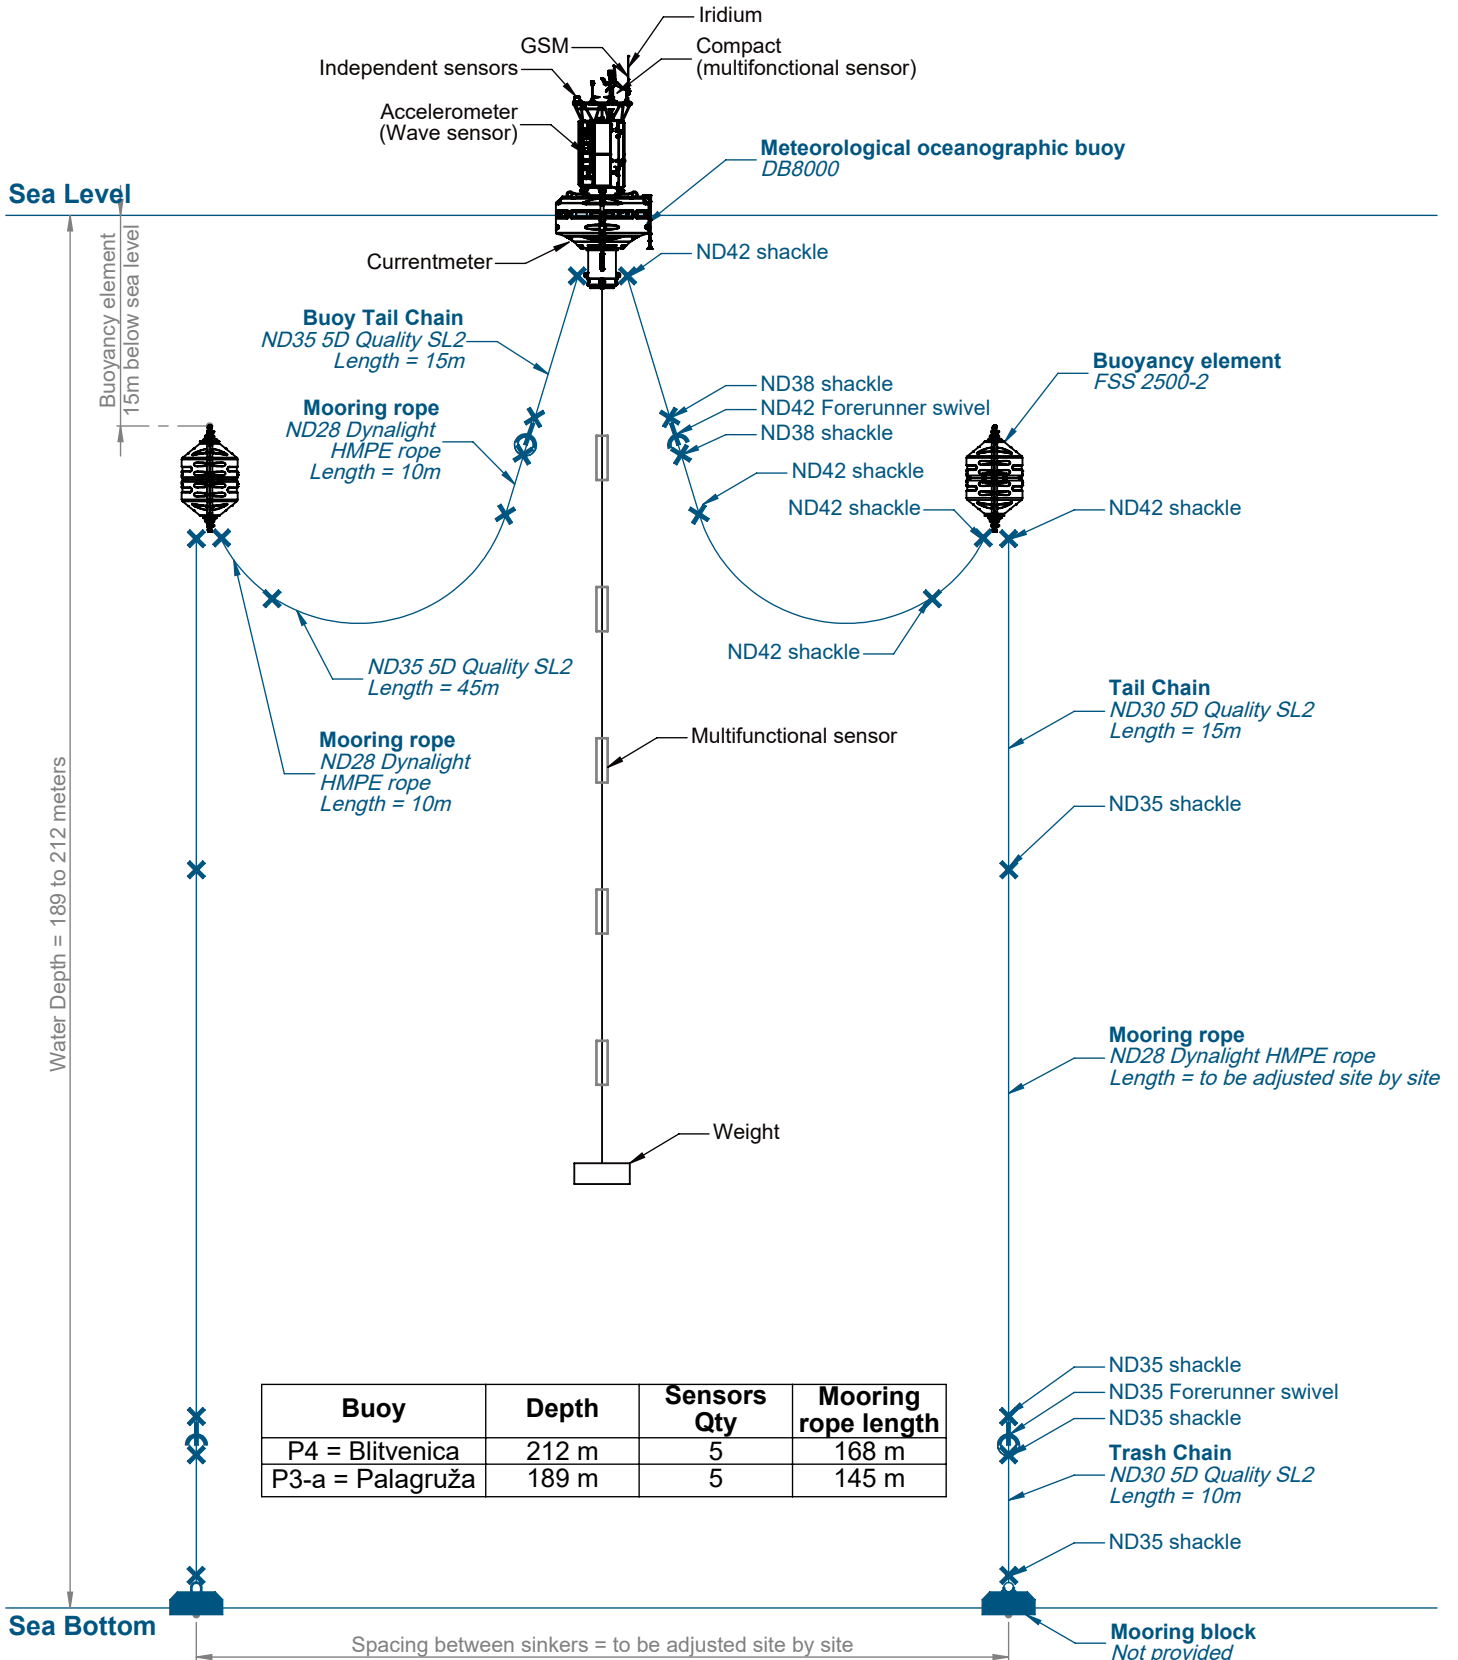 Iridium
GSM
Compact
(multifonctional sensor)
Independent sensors
Accelerometer
(Wave sensor)
Meteorological oceanographic buoy
DB8000
Sea Level
Buoyancy element
15m below sea level
Currentmeter
ND42 shackle
Buoy Tail Chain
ND35 5D Quality SL2
Length = 15m
Buoyancy element
FSS 2500-2
ND38 shackle
ND42 Forerunner swivel
ND38 shackle
Mooring rope
ND28 Dynalight
HMPE rope
Length = 10m
ND42 shackle
ND42 shackle
ND42 shackle
ND42 shackle
ND35 5D Quality SL2
Length = 45m
Tail Chain
ND30 5D Quality SL2
Length = 15m
Mooring rope
ND28 Dynalight
HMPE rope
Length = 10m
Multifunctional sensor
ND35 shackle
Water Depth = 189 to 212 meters
Mooring rope
ND28 Dynalight HMPE rope
Length = to be adjusted site by site
Weight
ND35 shackle
ND35 Forerunner swivel
ND35 shackle
Buoy Depth Sensors Qty Mooring rope length
P4 = Blitvenica 212 m 5 168 m
P3-a = Palagruža 189 m 5 145 m
Trash Chain
ND30 5D Quality SL2
Length = 10m
ND35 shackle
Sea Bottom
Spacing between sinkers = to be adjusted site by site
Mooring block
Not provided